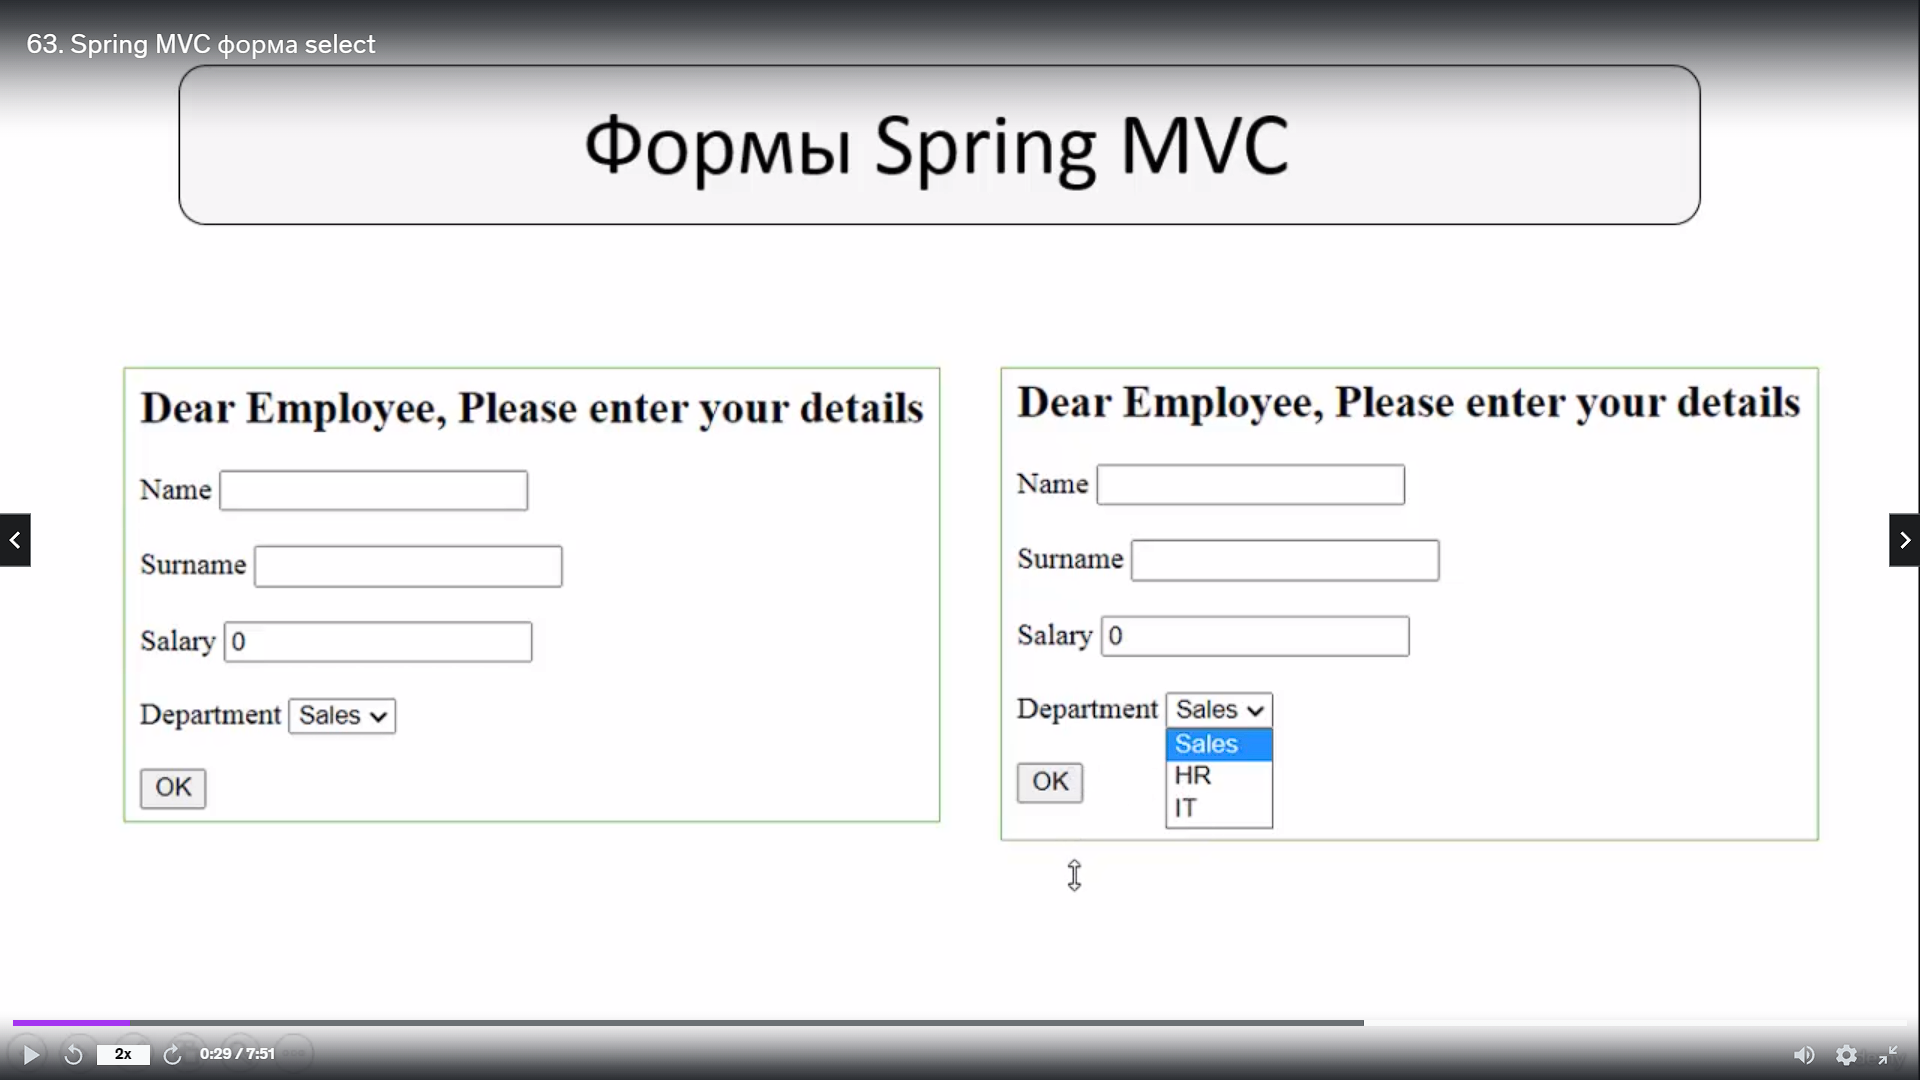 63. Spring MVC форма select
Формы Spring MVC
Dear Employee, Please enter your details
Name
Surname
Salary 0
Department Sales
OK
Dear Employee, Please enter your details
Name
Surname
Salary 0
Department Sales
Sales
HR
IT
OK
2x
0:29 / 7:51